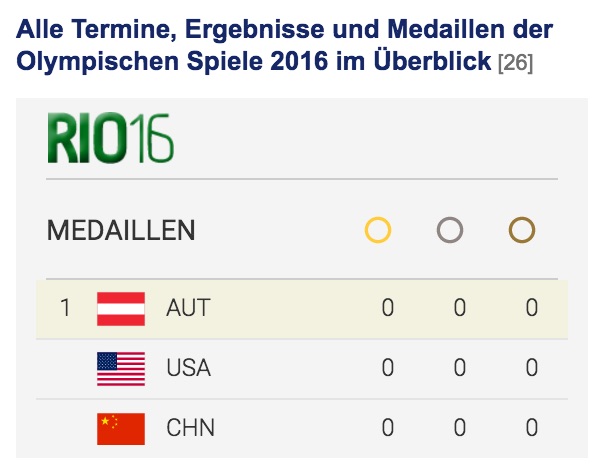 Alle Termine, Ergebnisse und Medaillen der
Olympischen Spiele 2016 im Überblick [26]
RIO16
MEDAILLEN
1 AUT 0 0 0
USA 0 0 0
CHN 0 0 0